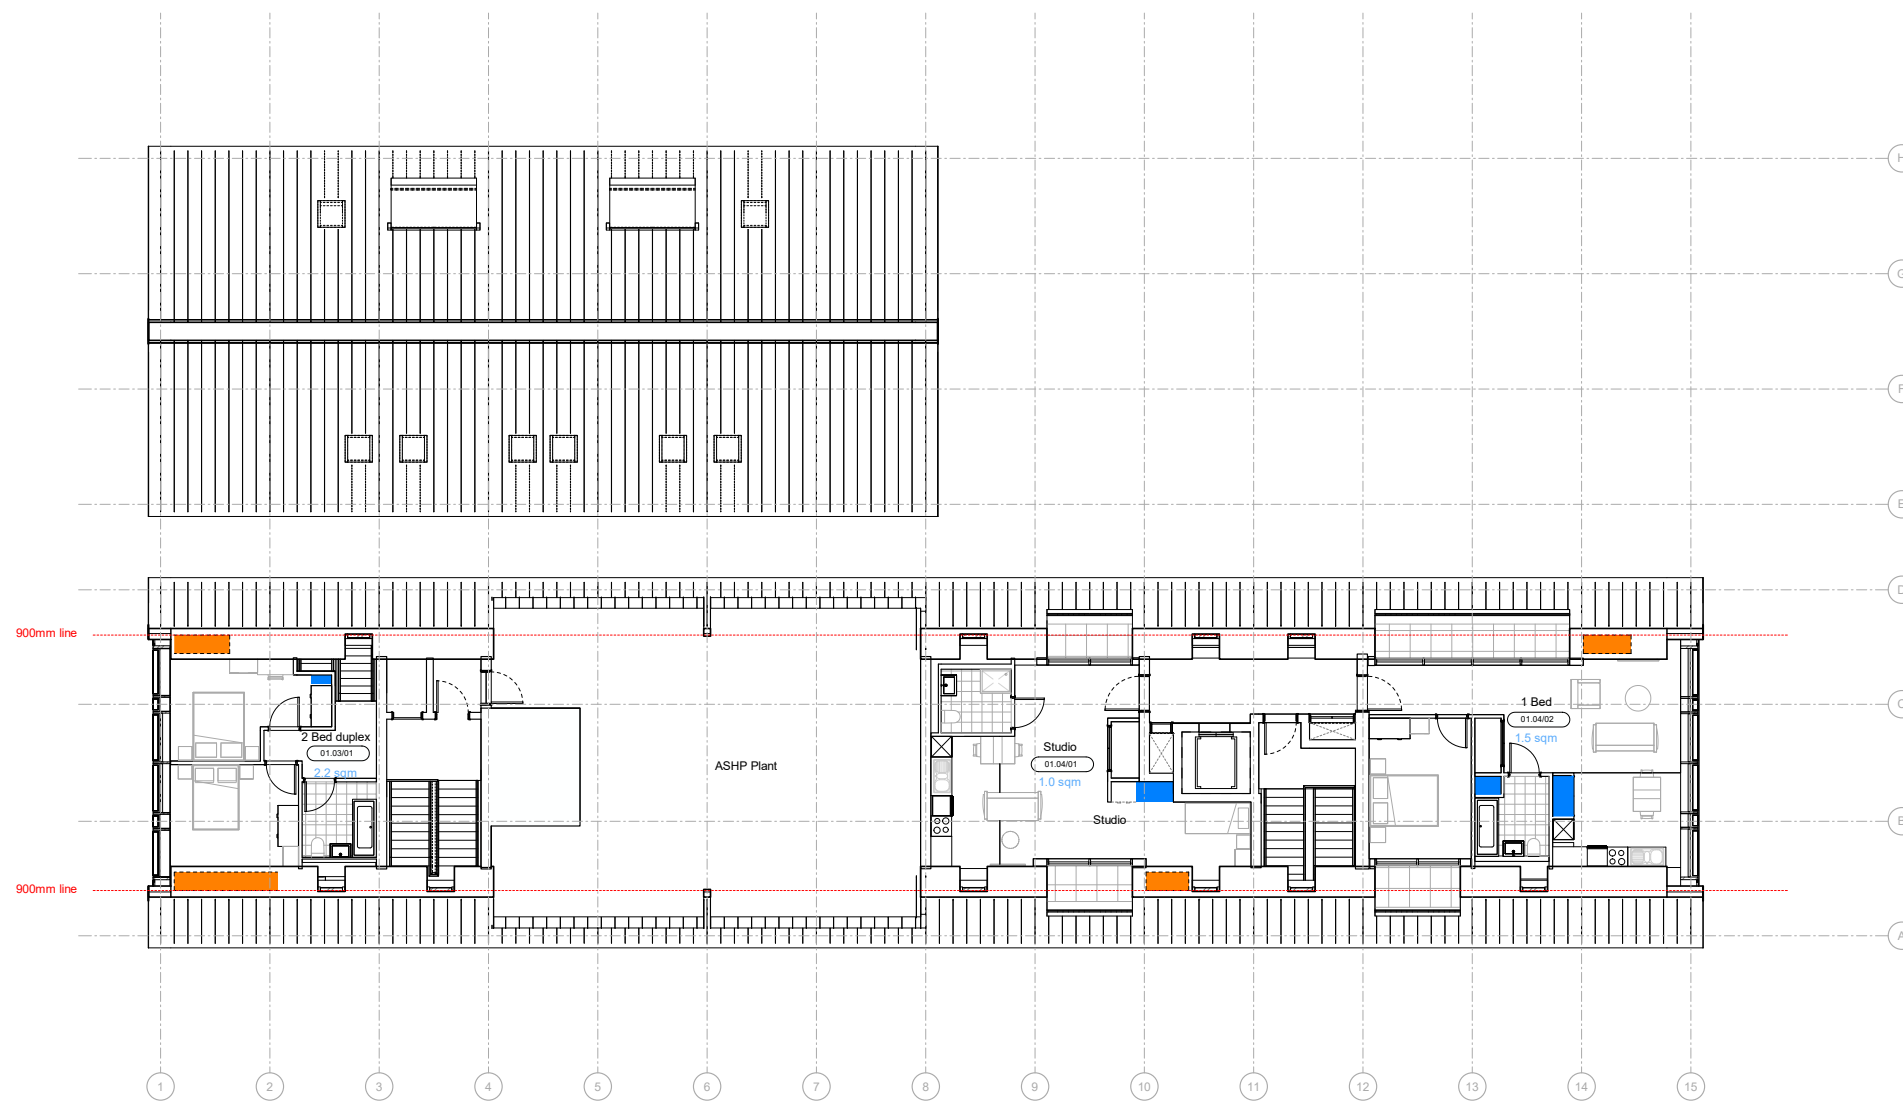 H
G
F
E
D
900mm line
C
1 Bed
01.04/02
1.5 sqm
2 Bed duplex
01.03/01
2.2 sqm
Studio
01.04/01
1.0 sqm
ASHP Plant
Studio
B
900mm line
A
1 2 3 4 5 6 7 8 9 10 11 12 13 14 15